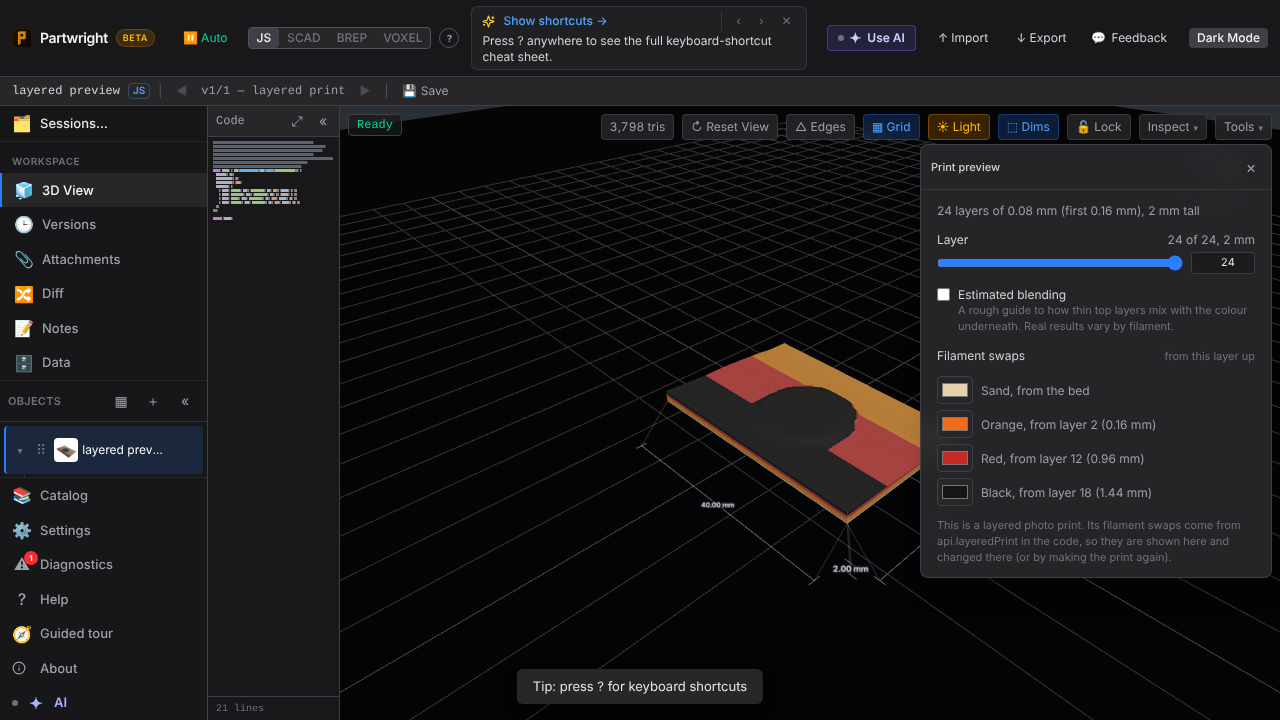 Partwright BETA
Auto
JS SCAD BREP VOXEL ?
Show shortcuts →
Press ? anywhere to see the full keyboard-shortcut
cheat sheet.
Use AI
↑ Import
↓ Export
Feedback
Dark Mode
layered preview JS
v1/1 — layered print
Save
Sessions...
WORKSPACE
3D View
Versions
Attachments
Diff
Notes
Data
OBJECTS
layered prev...
Catalog
Settings
1
Diagnostics
? Help
Guided tour
About
AI
Code
21 lines
Ready
3,798 tris
Reset View
Edges
Grid
Light
Dims
Lock
Inspect
Tools
40.00 mm
2.00 mm
Print preview
24 layers of 0.08 mm (first 0.16 mm), 2 mm tall
Layer 24 of 24, 2 mm
24
Estimated blending
A rough guide to how thin top layers mix with the colour
underneath. Real results vary by filament.
Filament swaps from this layer up
Sand, from the bed
Orange, from layer 2 (0.16 mm)
Red, from layer 12 (0.96 mm)
Black, from layer 18 (1.44 mm)
This is a layered photo print. Its filament swaps come from
api.layeredPrint in the code, so they are shown here and
changed there (or by making the print again).
Tip: press ? for keyboard shortcuts